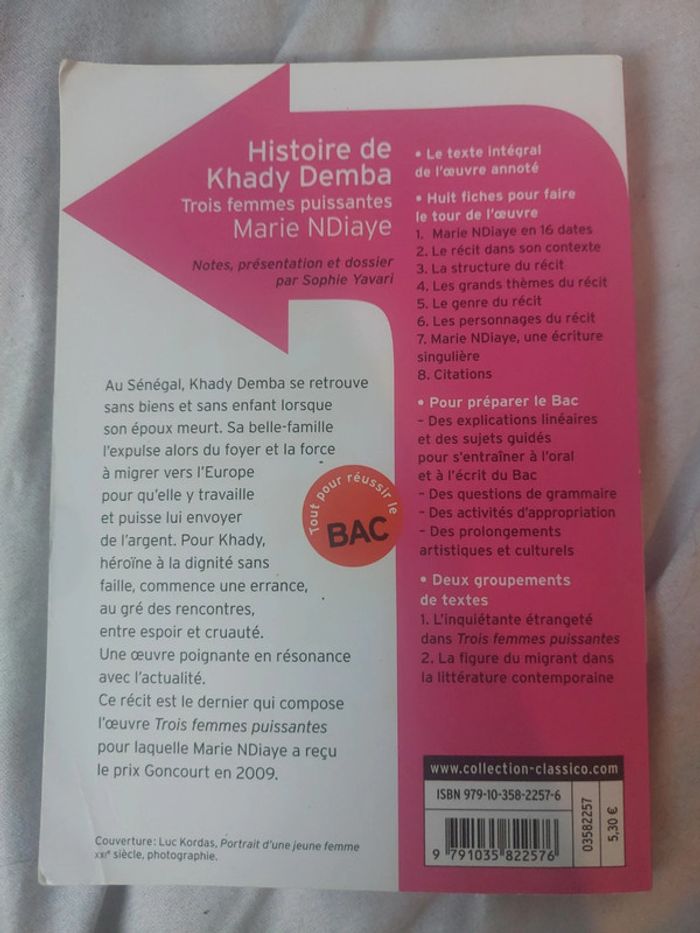 Histoire de
Khady Demba
Trois femmes puissantes
Marie NDiaye
Notes, présentation et dossier
par Sophie Yavari
Au Sénégal, Khady Demba se retrouve
sans biens et sans enfant lorsque
son époux meurt. Sa belle-famille
l'expulse alors du foyer et la force
à migrer vers l'Europe
pour qu'elle y travaille
et puisse lui envoyer
de l'argent. Pour Khady,
héroïne à la dignité sans
faille, commence une errance,
au gré des rencontres,
entre espoir et cruauté.
Une œuvre poignante en résonance
avec l'actualité.
Ce récit est le dernier qui compose
l'œuvre Trois femmes puissantes
pour laquelle Marie NDiaye a reçu
le prix Goncourt en 2009.
Tout pour réussir le
BAC
Couverture : Luc Kordas, Portrait d'une jeune femme
XXIe siècle, photographie.
• Le texte intégral
de l'œuvre annoté
• Huit fiches pour faire
le tour de l'œuvre
1. Marie NDiaye en 16 dates
2. Le récit dans son contexte
3. La structure du récit
4. Les grands thèmes du récit
5. Le genre du récit
6. Les personnages du récit
7. Marie NDiaye, une écriture
singulière
8. Citations
• Pour préparer le Bac
– Des explications linéaires
et des sujets guidés
pour s'entraîner à l'oral
et à l'écrit du Bac
– Des questions de grammaire
– Des activités d'appropriation
– Des prolongements
artistiques et culturels
• Deux groupements
de textes
1. L'inquiétante étrangeté
dans Trois femmes puissantes
2. La figure du migrant dans
la littérature contemporaine
www.collection-classico.com
ISBN 979-10-358-2257-6
9 791035 822576
03582257
5,30 €